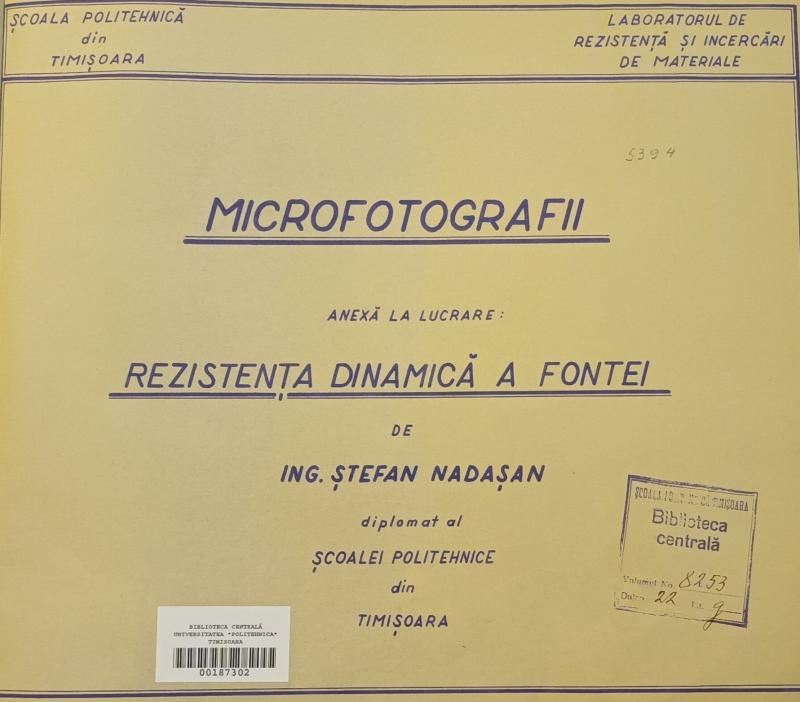 ȘCOALA POLITEHNICĂ
din
TIMIȘOARA
LABORATORUL DE
REZISTENȚĂ ȘI INCERCĂRI
DE MATERIALE
5394
MICROFOTOGRAFII
ANEXĂ LA LUCRARE:
REZISTENȚA DINAMICĂ A FONTEI
DE
ING. ȘTEFAN NADAȘAN
diplomat al
ȘCOALEI POLITEHNICE
din
TIMIȘOARA
ȘCOALA TIMIȘOARA
Biblioteca
centrală
Volumul No. 8253
22 g
BIBLIOTECA CENTRALĂ
UNIVERSITATEA "POLITEHNICA"
TIMISOARA
00187302